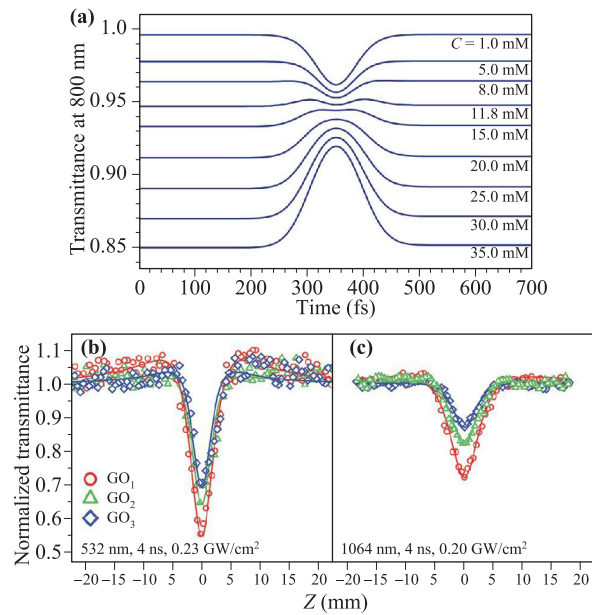 (a)
1.0
0.95
0.90
0.85
Transmittance at 800 nm
C = 1.0 mM
5.0 mM
8.0 mM
11.8 mM
15.0 mM
20.0 mM
25.0 mM
30.0 mM
35.0 mM
0 100 200 300 400 500 600 700
Time (fs)
(b)
(c)
1.1
1.0
0.9
0.8
0.7
0.6
0.5
Normalized transmittance
GO₁
GO₂
GO₃
532 nm, 4 ns, 0.23 GW/cm²
1064 nm, 4 ns, 0.20 GW/cm²
−20 −15 −10 −5 0 5 10 15 20
−20 −15 −10 −5 0 5 10 15 20
Z (mm)